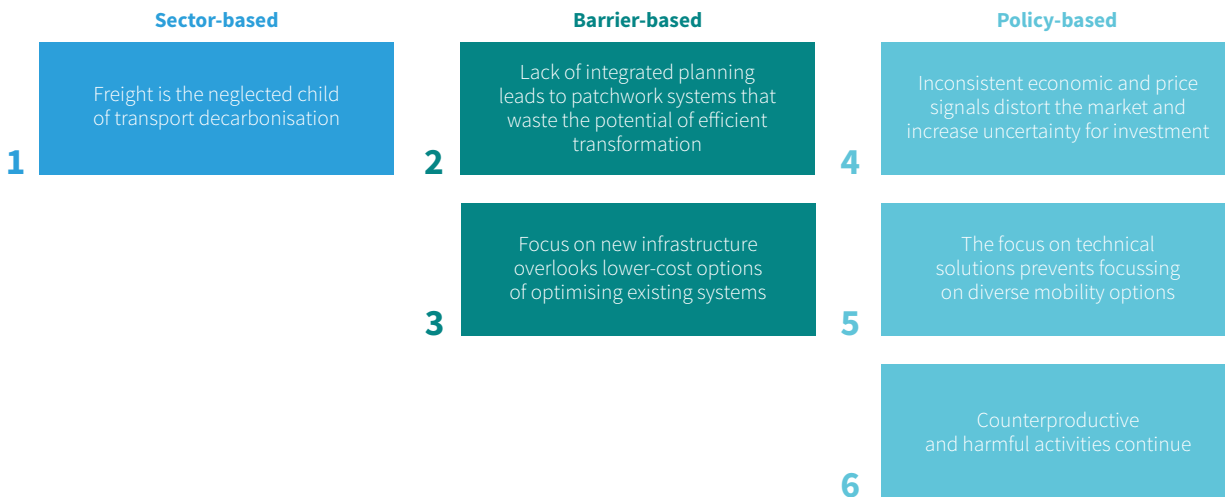 Sector-based
Freight is the neglected child
of transport decarbonisation
1
Barrier-based
Lack of integrated planning
leads to patchwork systems that
waste the potential of efficient
transformation
2
Focus on new infrastructure
overlooks lower-cost options
of optimising existing systems
3
Policy-based
Inconsistent economic and price
signals distort the market and
increase uncertainty for investment
4
The focus on technical
solutions prevents focussing
on diverse mobility options
5
Counterproductive
and harmful activities continue
6